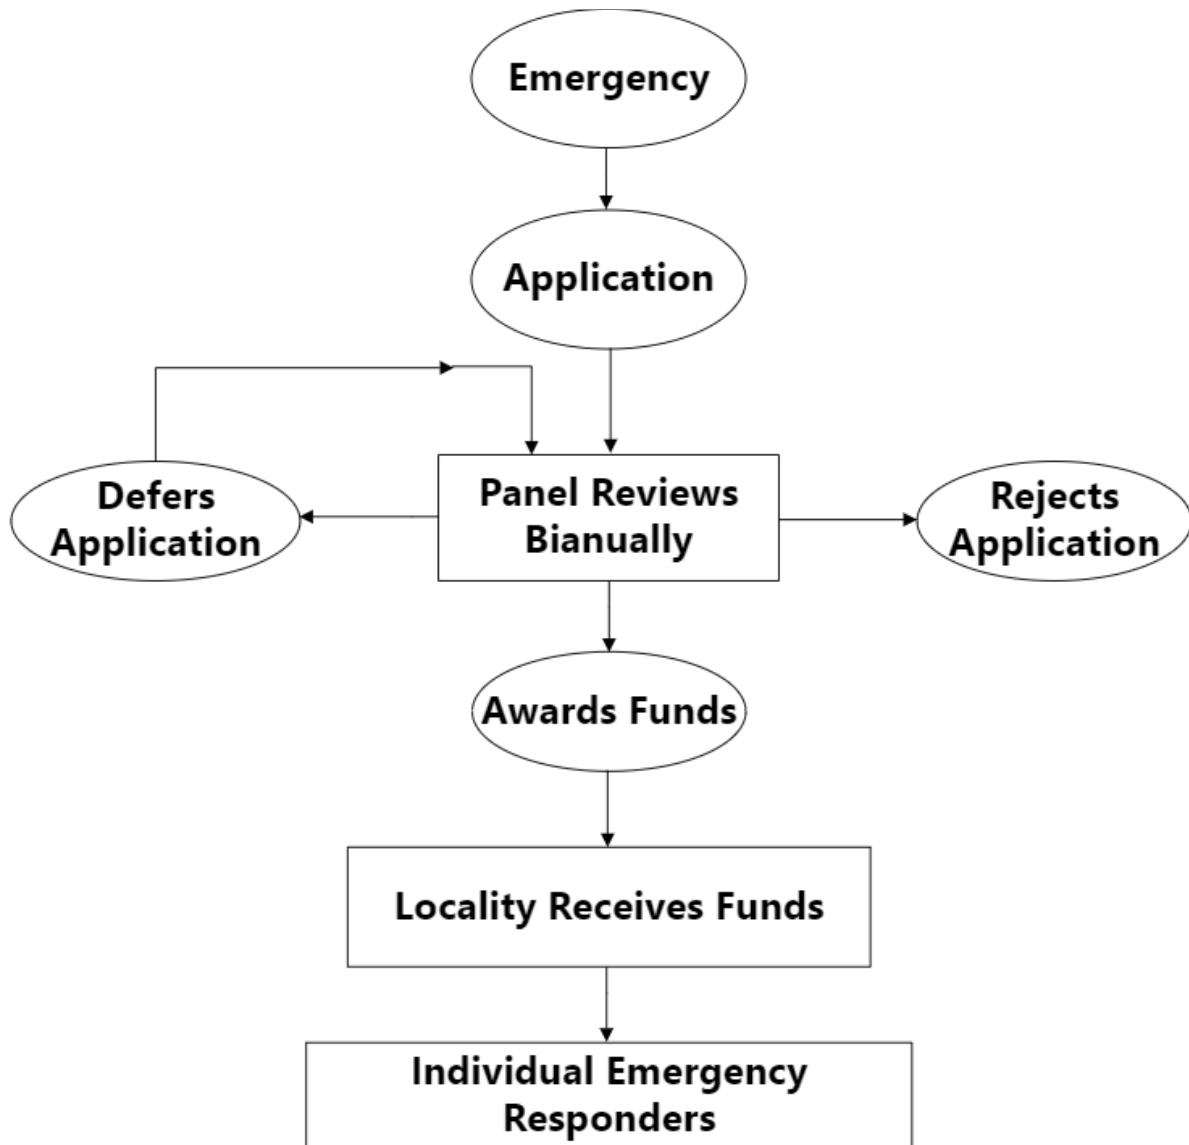 Emergency
Application
Defers
Application
Panel Reviews
Bianually
Rejects
Application
Awards Funds
Locality Receives Funds
Individual Emergency
Responders